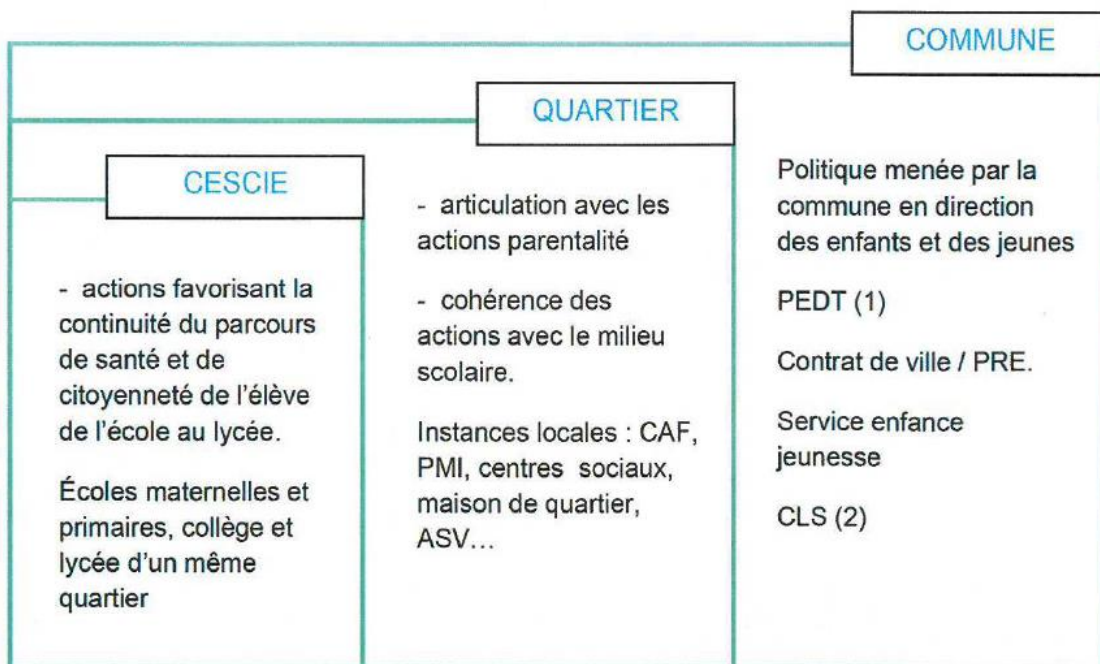 COMMUNE
QUARTIER
CESCIE
- actions favorisant la
continuité du parcours
de santé et de
citoyenneté de l'élève
de l'école au lycée.
Écoles maternelles et
primaires, collège et
lycée d'un même
quartier
- articulation avec les
actions parentalité
- cohérence des
actions avec le milieu
scolaire.
Instances locales : CAF,
PMI, centres sociaux,
maison de quartier,
ASV...
Politique menée par la
commune en direction
des enfants et des jeunes
PEDT (1)
Contrat de ville / PRE.
Service enfance
jeunesse
CLS (2)